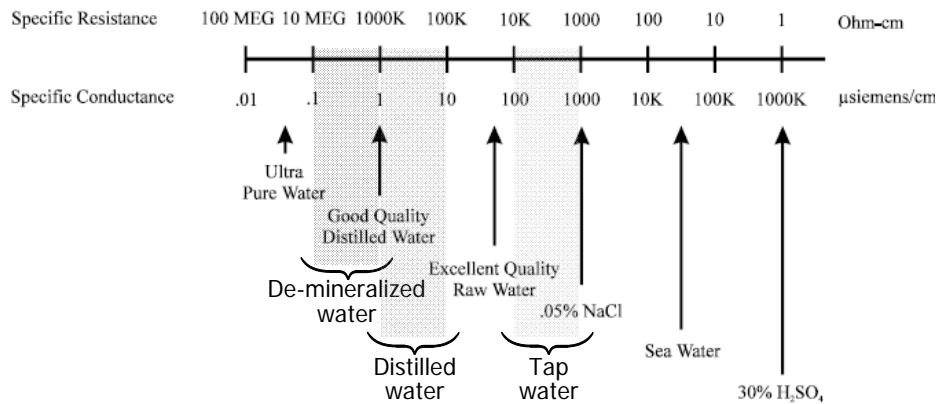 Specific Resistance 100 MEG 10 MEG 1000K 100K 10K 1000 100 10 1 Ohm-cm
Specific Conductance .01 .1 1 10 100 1000 10K 100K 1000K µsiemens/cm
Ultra
Pure Water
Good Quality
Distilled Water
De-mineralized
water
Excellent Quality
Raw Water
.05% NaCl
Distilled
water
Tap
water
Sea Water
30% H₂SO₄